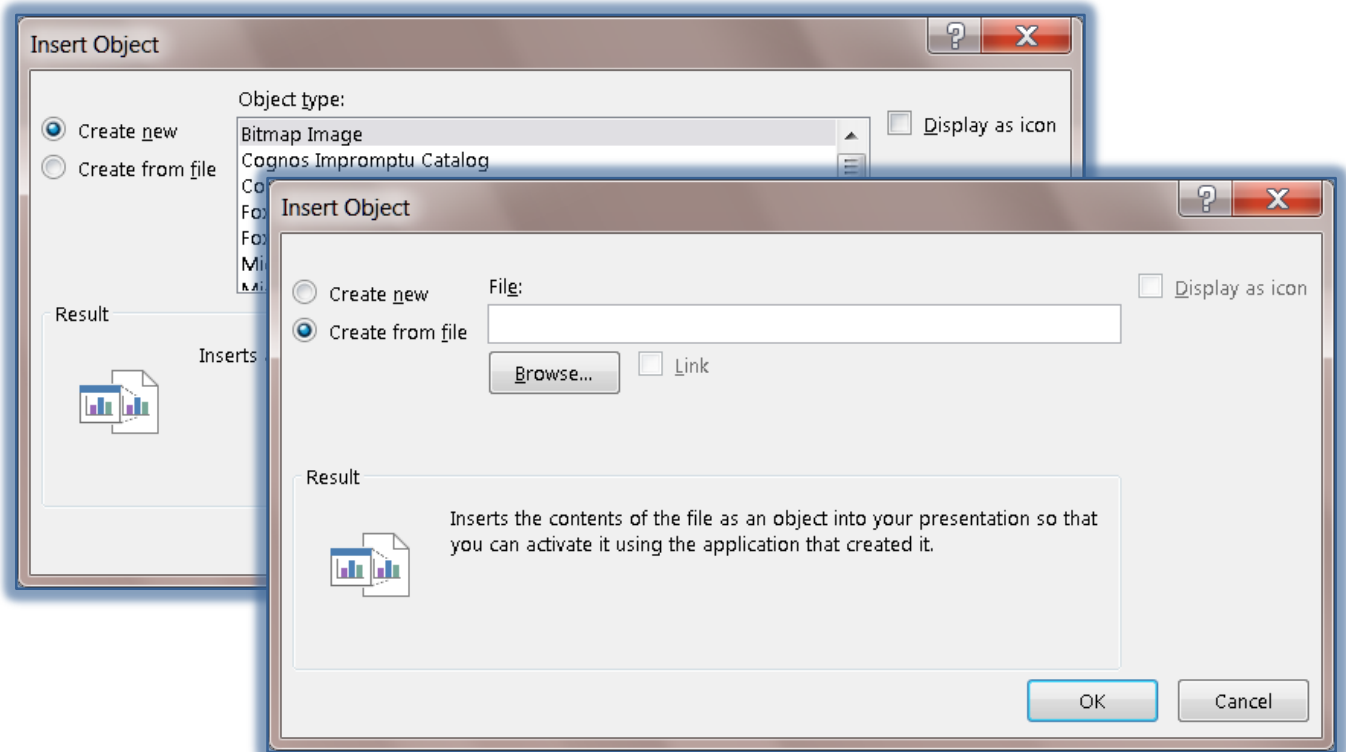 Insert Object
Object type:
Create new
Create from file
Bitmap Image
Cognos Impromptu Catalog
Display as icon
Result
Inserts
Insert Object
Create new
Create from file
File:
Browse...
Link
Display as icon
Result
Inserts the contents of the file as an object into your presentation so that
you can activate it using the application that created it.
OK
Cancel